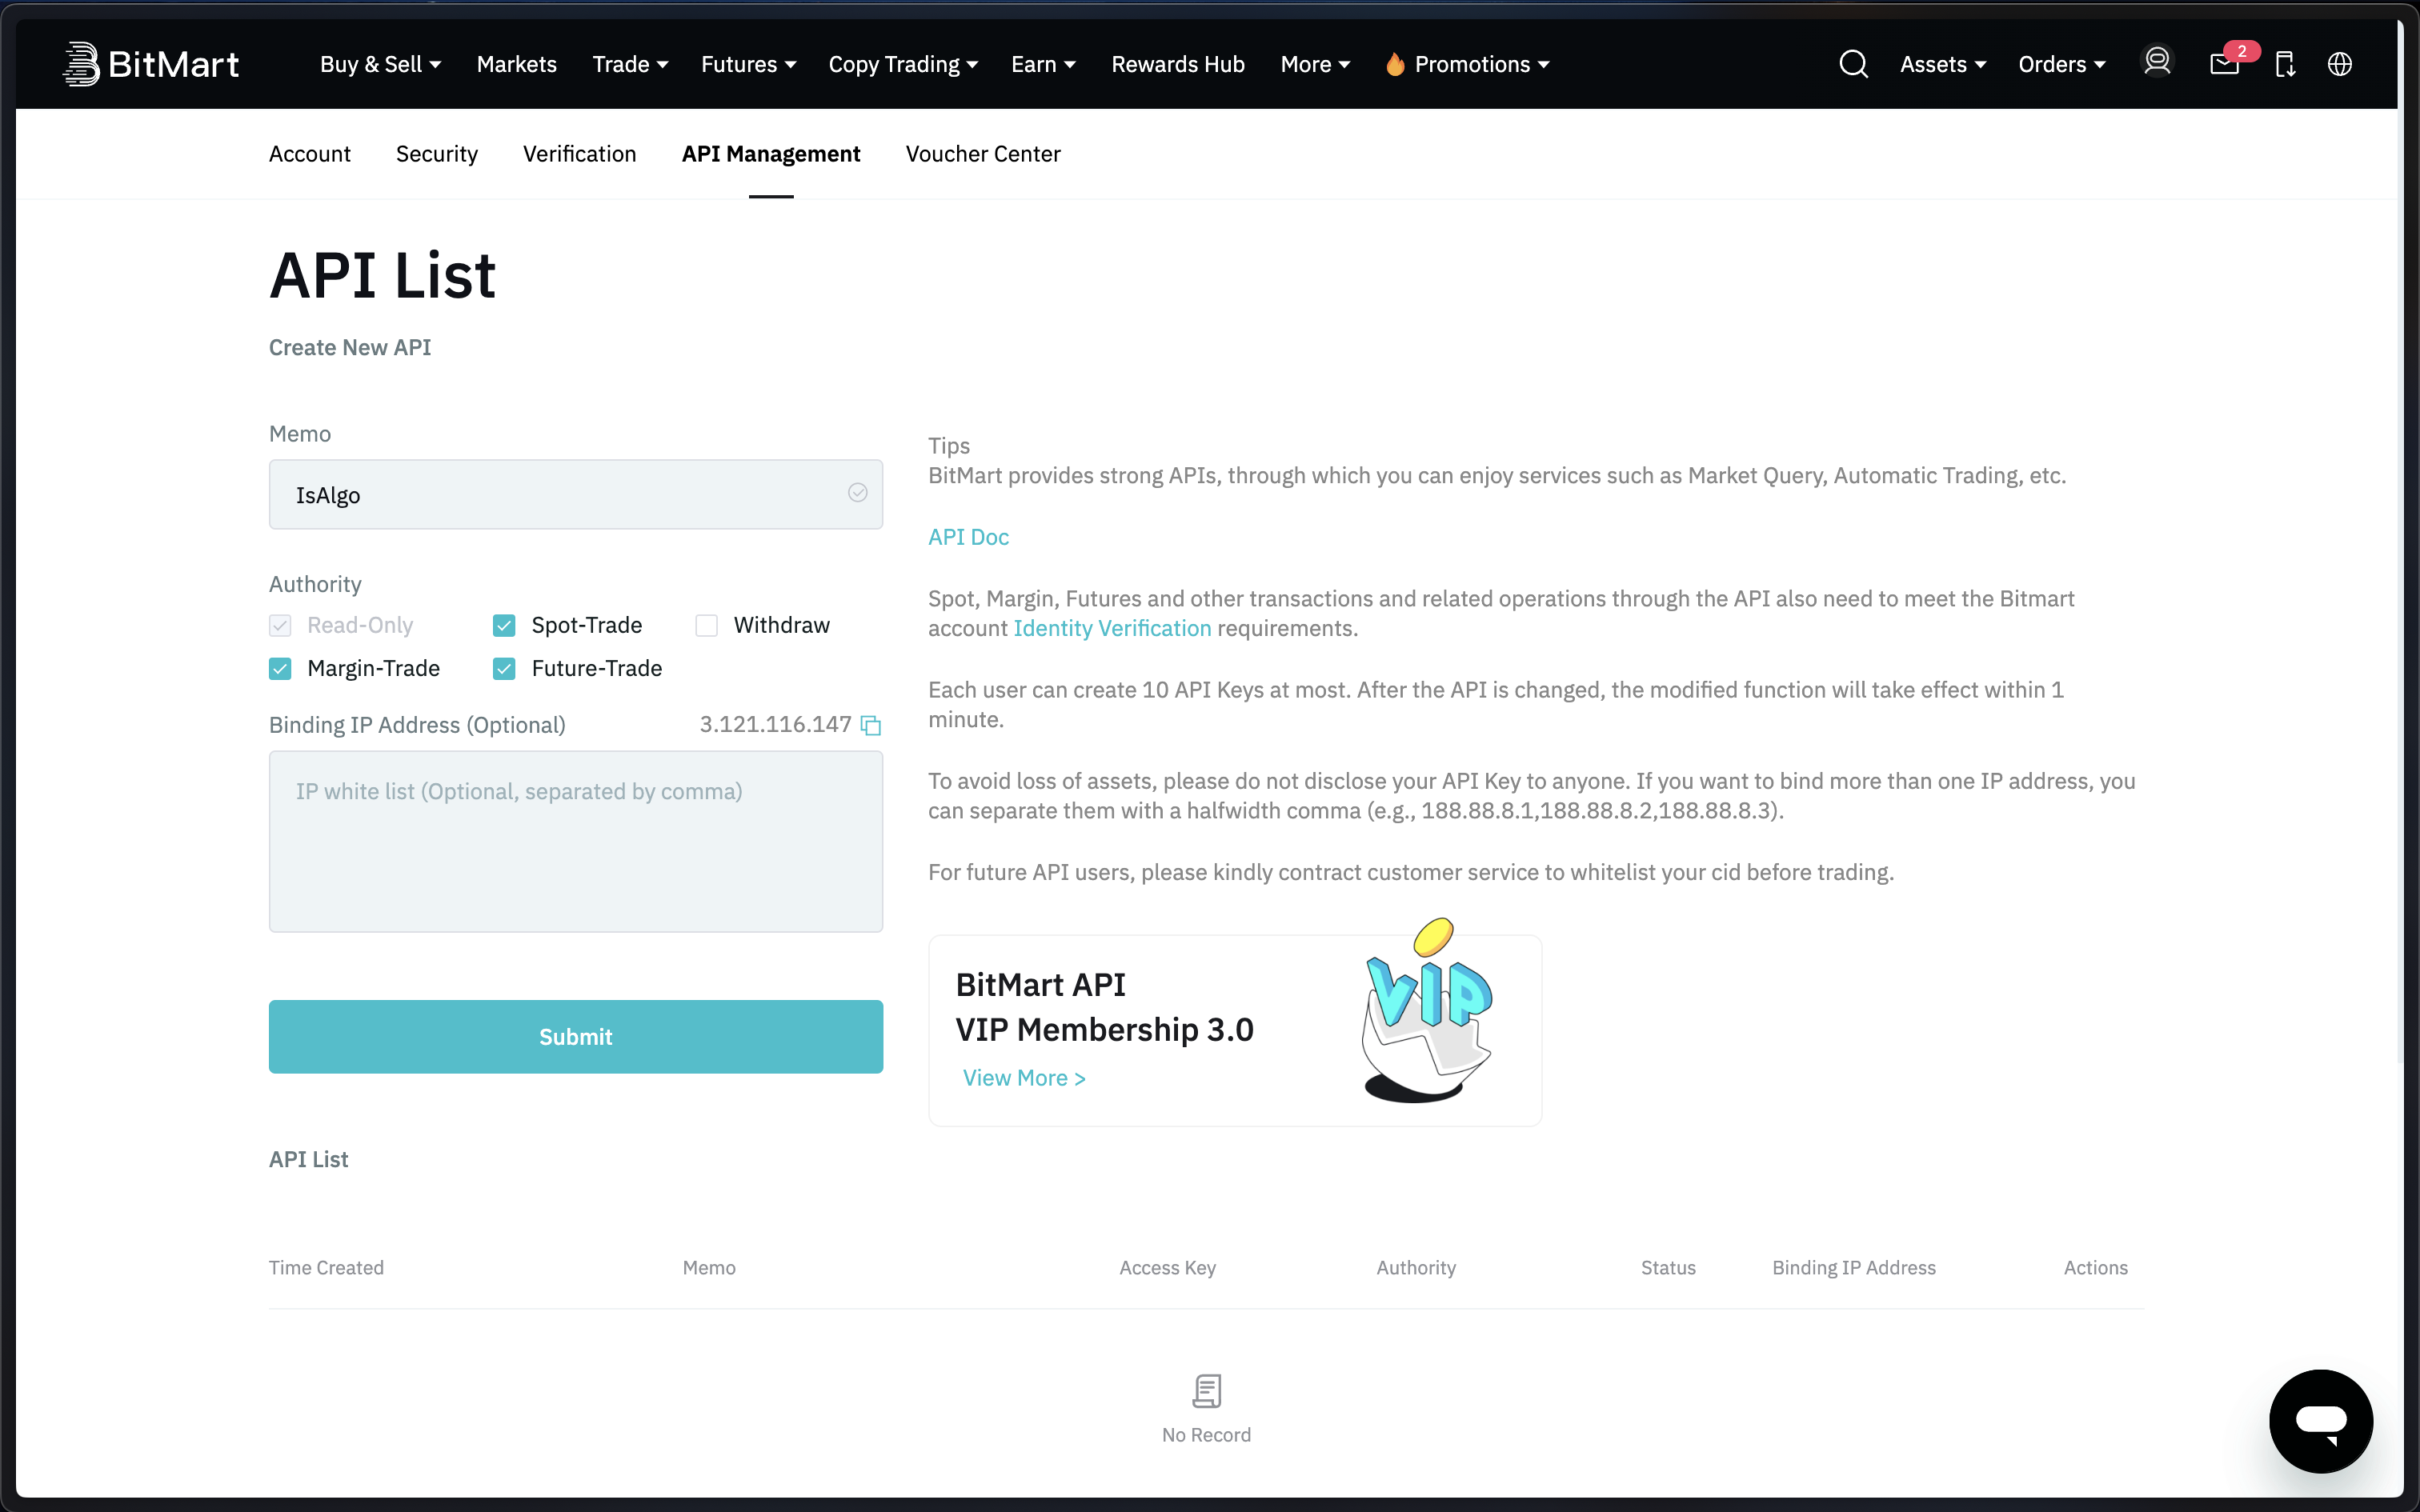 BitMart Buy & Sell Markets Trade Futures Copy Trading Earn Rewards Hub More Promotions Assets Orders 2
Account Security Verification API Management Voucher Center
API List
Create New API
Memo
IsAlgo
Authority
Read-Only Spot-Trade Withdraw
Margin-Trade Future-Trade
Binding IP Address (Optional) 3.121.116.147
IP white list (Optional, separated by comma)
Submit
Tips
BitMart provides strong APIs, through which you can enjoy services such as Market Query, Automatic Trading, etc.
API Doc
Spot, Margin, Futures and other transactions and related operations through the API also need to meet the Bitmart
account Identity Verification requirements.
Each user can create 10 API Keys at most. After the API is changed, the modified function will take effect within 1
minute.
To avoid loss of assets, please do not disclose your API Key to anyone. If you want to bind more than one IP address, you
can separate them with a halfwidth comma (e.g., 188.88.8.1,188.88.8.2,188.88.8.3).
For future API users, please kindly contract customer service to whitelist your cid before trading.
BitMart API
VIP Membership 3.0
View More >
VIP
API List
Time Created Memo Access Key Authority Status Binding IP Address Actions
No Record